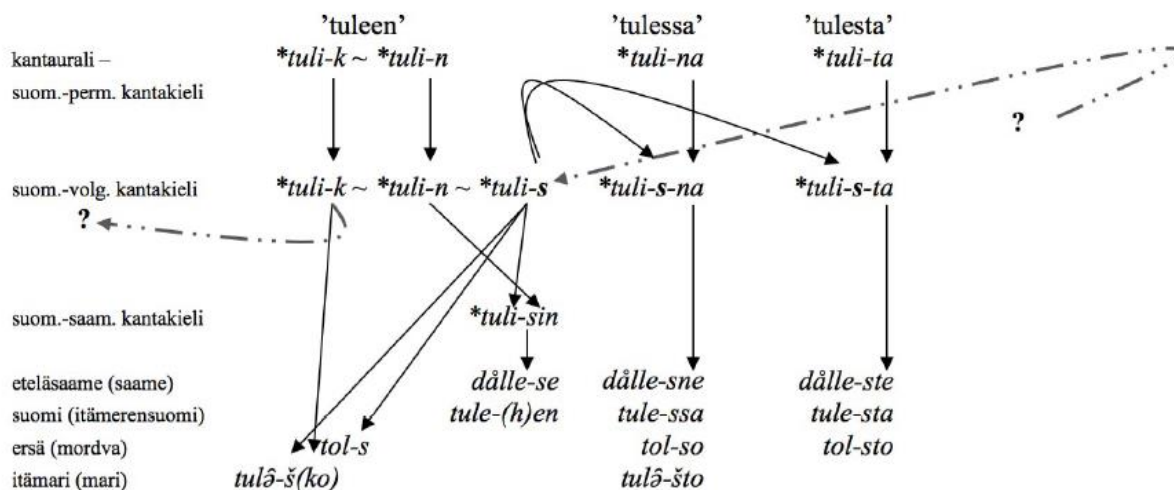 ’tuleen’ ’tulessa’ ’tulesta’
kantaurali – *tuli-k ~ *tuli-n *tuli-na *tuli-ta
suom.-perm. kantakieli
?
suom.-volg. kantakieli *tuli-k ~ *tuli-n ~ *tuli-s *tuli-s-na *tuli-s-ta
?
suom.-saam. kantakieli *tuli-sin
eteläsaame (saame) dålle-se dålle-sne dålle-ste
suomi (itämerensuomi) tule-(h)en tule-ssa tule-sta
ersä (mordva) tol-s tol-so tol-sto
itämari (mari) tulə̑-š(ko) tulə̑-što